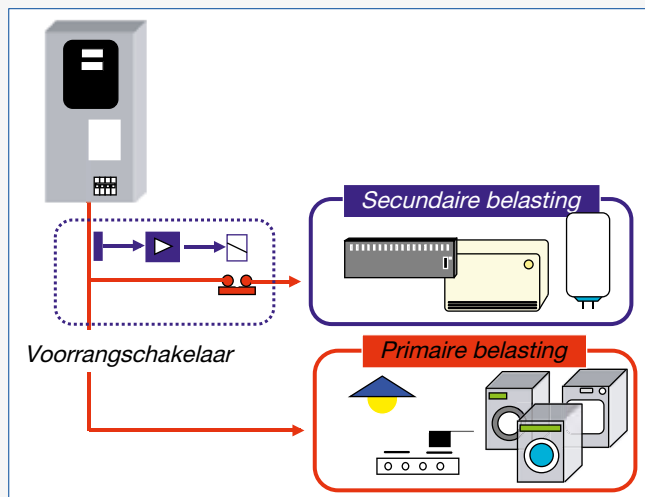 Secundaire belasting
Voorrangschakelaar
Primaire belasting